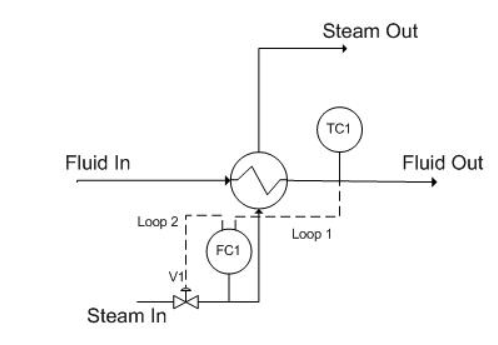 Steam Out
TC1
Fluid In
Fluid Out
Loop 2
Loop 1
FC1
V1
Steam In